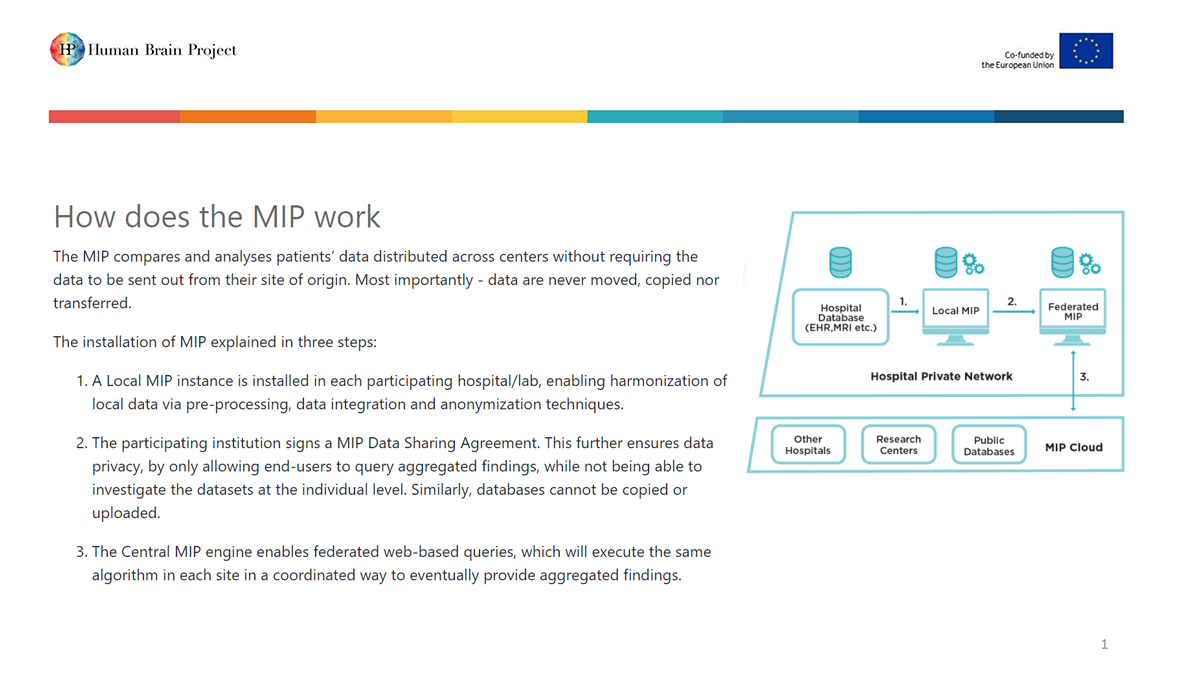 HP Human Brain Project
Co-funded by
the European Union
How does the MIP work
The MIP compares and analyses patients’ data distributed across centers without requiring the
data to be sent out from their site of origin. Most importantly - data are never moved, copied nor
transferred.
The installation of MIP explained in three steps:
1. A Local MIP instance is installed in each participating hospital/lab, enabling harmonization of
local data via pre-processing, data integration and anonymization techniques.
2. The participating institution signs a MIP Data Sharing Agreement. This further ensures data
privacy, by only allowing end-users to query aggregated findings, while not being able to
investigate the datasets at the individual level. Similarly, databases cannot be copied or
uploaded.
3. The Central MIP engine enables federated web-based queries, which will execute the same
algorithm in each site in a coordinated way to eventually provide aggregated findings.
Hospital
Database
(EHR,MRI etc.)
1.
Local MIP
2.
Federated
MIP
Hospital Private Network
3.
Other
Hospitals
Research
Centers
Public
Databases
MIP Cloud
1